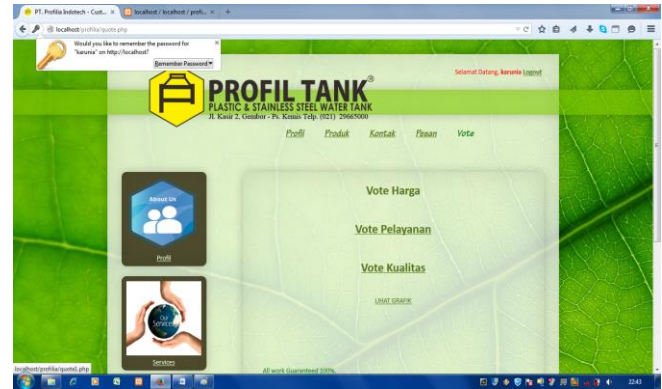 PT. Profilia Indotech - Cust...
localhost / localhost / profi...
localhost/profilia/quote.php
Would you like to remember the password for
"karunia" on http://localhost?
Remember Password
PROFIL TANK®
PLASTIC & STAINLESS STEEL WATER TANK
Jl. Kasir 2, Gembor - Ps. Kemis Telp. (021) 29665000
Selamat Datang, karunia Logout
Profil Produk Kontak Pesan Vote
About Us
Profil
Our
Services
Services
Vote Harga
Vote Pelayanan
Vote Kualitas
LIHAT GRAFIK
All work Guaranteed 100%.
localhost/profilia/quote1.php
22:43